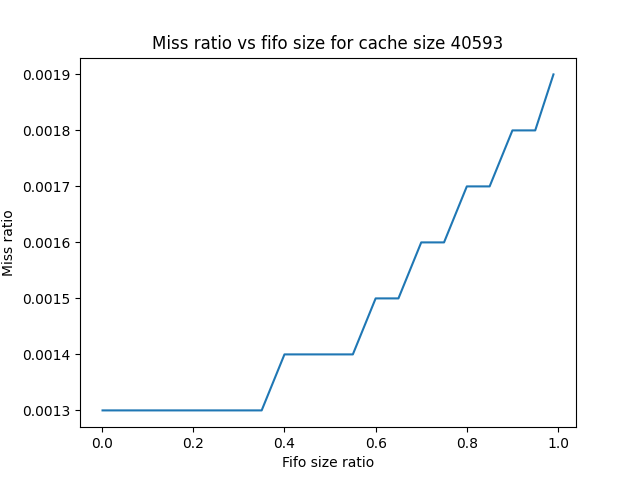 Miss ratio vs fifo size for cache size 40593
0.0019
0.0018
0.0017
0.0016
0.0015
0.0014
0.0013
Miss ratio
0.0 0.2 0.4 0.6 0.8 1.0
Fifo size ratio